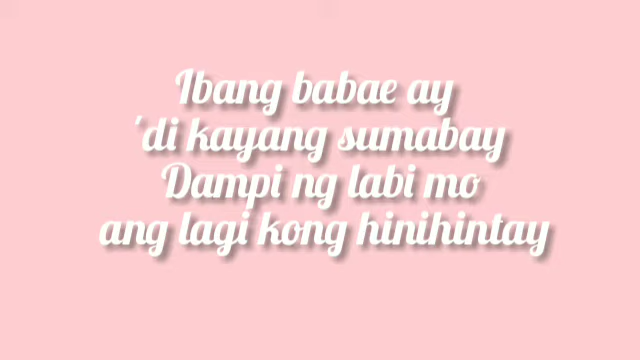 Ibang babae ay
'di kayang sumabay
Dampi ng labi mo
ang lagi kong hinihintay